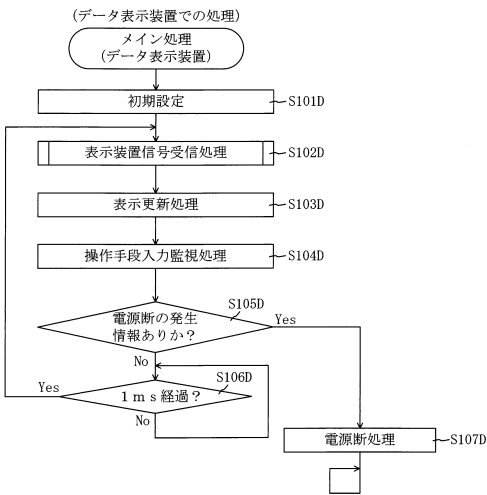 （データ表示装置での処理）
メイン処理
（データ表示装置）
初期設定
S101D
表示装置信号受信処理
S102D
表示更新処理
S103D
操作手段入力監視処理
S104D
S105D
電源断の発生
情報ありか？
Yes
No
S106D
Yes
１ｍｓ経過？
No
電源断処理
S107D